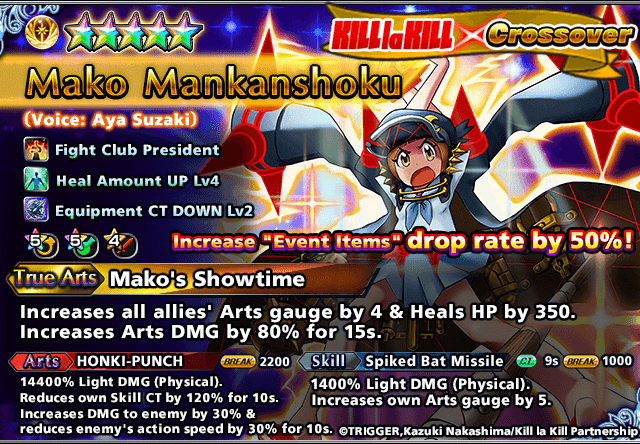 KILL la KILL × Crossover
Mako Mankanshoku
(Voice: Aya Suzaki)
Fight Club President
Heal Amount UP Lv4
Equipment CT DOWN Lv2
5 5 4
Increase "Event Items" drop rate by 50%!
True Arts Mako's Showtime
Increases all allies' Arts gauge by 4 & Heals HP by 350.
Increases Arts DMG by 80% for 15s.
Arts HONKI-PUNCH BREAK 2200
14400% Light DMG (Physical).
Reduces own Skill CT by 120% for 10s.
Increases DMG to enemy by 30% &
reduces enemy's action speed by 30% for 10s.
Skill Spiked Bat Missile CT 9s BREAK 1000
1400% Light DMG (Physical).
Increases own Arts gauge by 5.
©TRIGGER,Kazuki Nakashima/Kill la Kill Partnership